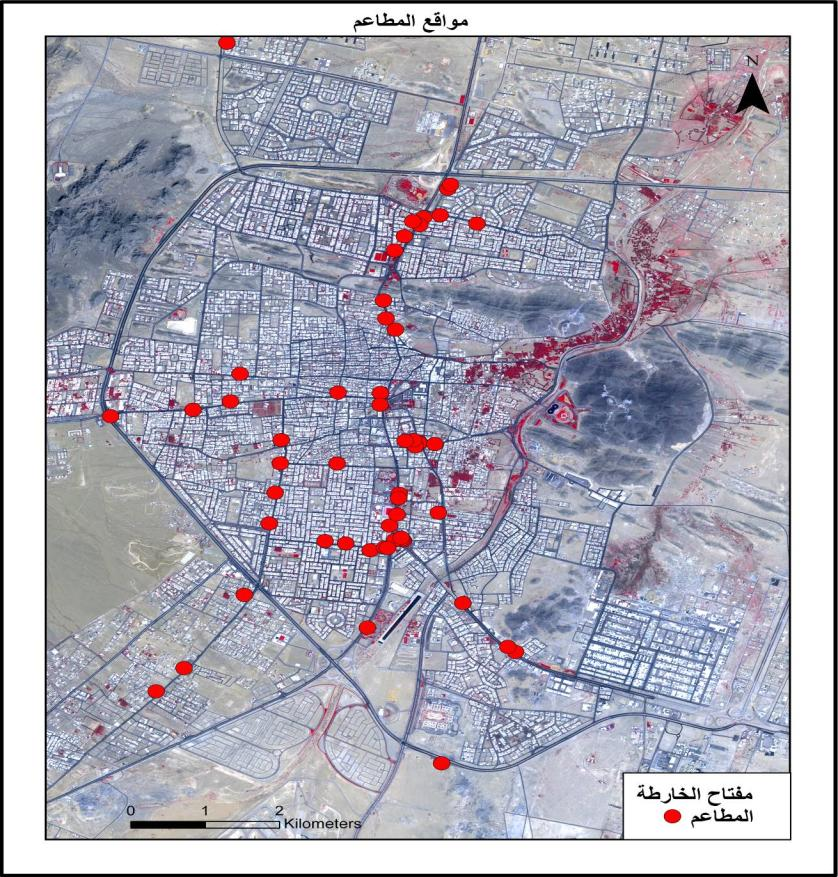 مواقع المطاعم
N
مفتاح الخارطة
المطاعم
0 1 2
Kilometers